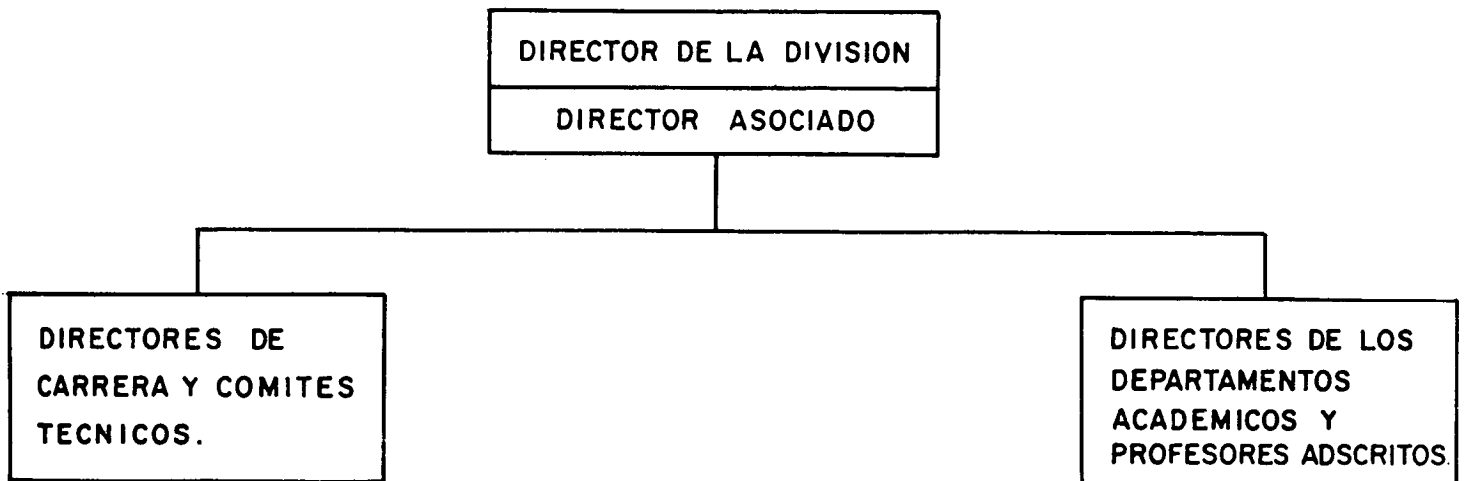 DIRECTOR DE LA DIVISION
DIRECTOR ASOCIADO
DIRECTORES DE
CARRERA Y COMITES
TECNICOS.
DIRECTORES DE LOS
DEPARTAMENTOS
ACADEMICOS Y
PROFESORES ADSCRITOS.